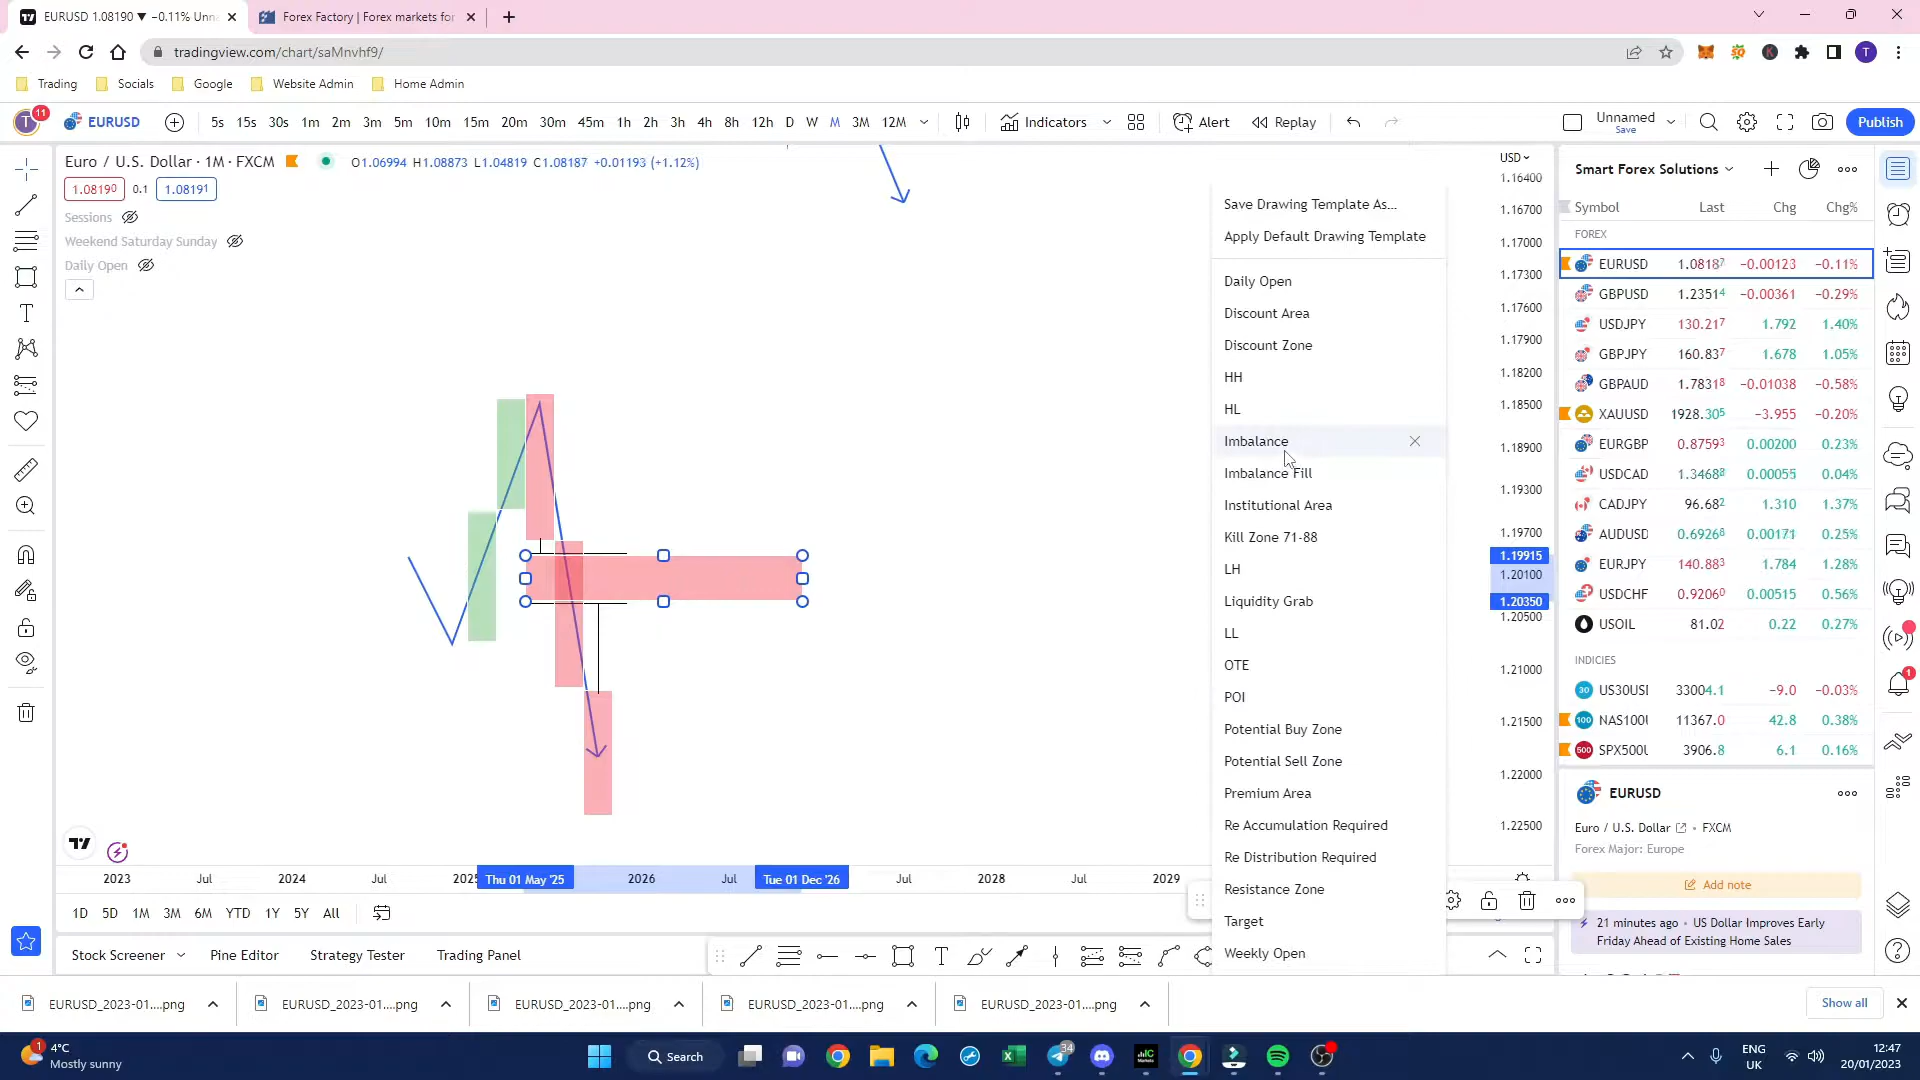 EURUSD 1.08190 ▼ −0.11% Unna
Forex Factory | Forex markets for
tradingview.com/chart/saMnvhf9/
T
Trading
Socials
Google
Website Admin
Home Admin
T
11
EURUSD
5s 15s 30s 1m 2m 3m 5m 10m 15m 20m 30m 45m 1h 2h 3h 4h 8h 12h D W M 3M 12M
Indicators
Alert
Replay
Unnamed
Save
Publish
Euro / U.S. Dollar · 1M · FXCM
O1.06994 H1.08873 L1.04819 C1.08187 +0.01193 (+1.12%)
1.08190 0.1 1.08191
Sessions
Weekend Saturday Sunday
Daily Open
Save Drawing Template As...
Apply Default Drawing Template
Daily Open
Discount Area
Discount Zone
HH
HL
Imbalance
Imbalance Fill
Institutional Area
Kill Zone 71-88
LH
Liquidity Grab
LL
OTE
POI
Potential Buy Zone
Potential Sell Zone
Premium Area
Re Accumulation Required
Re Distribution Required
Resistance Zone
Target
Weekly Open
USD
1.16400
1.16700
1.17000
1.17300
1.17600
1.17900
1.18200
1.18500
1.18900
1.19300
1.19700
1.19915
1.20100
1.20350
1.20500
1.21000
1.21500
1.22000
1.22500
Smart Forex Solutions
Symbol Last Chg Chg%
FOREX
EURUSD 1.08187 −0.00123 −0.11%
GBPUSD 1.23514 −0.00361 −0.29%
USDJPY 130.217 1.792 1.40%
GBPJPY 160.837 1.678 1.05%
GBPAUD 1.78318 −0.01038 −0.58%
XAUUSD 1928.305 −3.955 −0.20%
EURGBP 0.87593 0.00200 0.23%
USDCAD 1.34688 0.00055 0.04%
CADJPY 96.682 1.310 1.37%
AUDUSD 0.69268 0.00171 0.25%
EURJPY 140.883 1.784 1.28%
USDCHF 0.92060 0.00515 0.56%
USOIL 81.02 0.22 0.27%
INDICIES
30 US30USD 33004.1 −9.0 −0.03%
100 NAS100U 11367.0 42.8 0.38%
500 SPX500U 3906.8 6.1 0.16%
EURUSD
Euro / U.S. Dollar • FXCM
Forex Major: Europe
Add note
21 minutes ago • US Dollar Improves Early
Friday Ahead of Existing Home Sales
1
2023 Jul 2024 Jul 2025 Thu 01 May '25 2026 Jul Tue 01 Dec '26 Jul 2028 Jul 2029
1D 5D 1M 3M 6M YTD 1Y 5Y All
Stock Screener
Pine Editor
Strategy Tester
Trading Panel
EURUSD_2023-01....png
EURUSD_2023-01....png
EURUSD_2023-01....png
EURUSD_2023-01....png
EURUSD_2023-01....png
Show all
1
4°C
Mostly sunny
Search
34
ENG
UK
12:47
20/01/2023